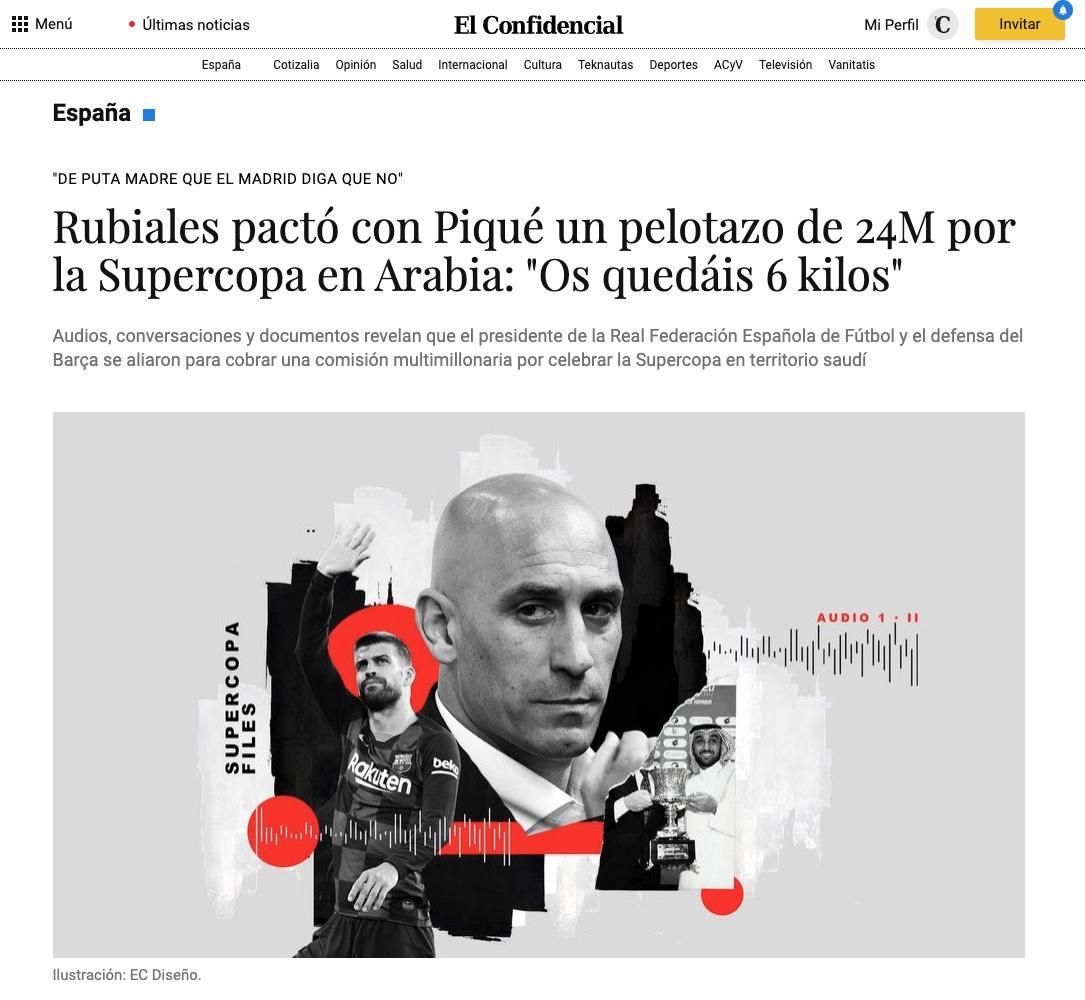 Menú
Últimas noticias
El Confidencial
Mi Perfil
C
Invitar
España Cotizalia Opinión Salud Internacional Cultura Teknautas Deportes ACyV Televisión Vanitatis
España
"DE PUTA MADRE QUE EL MADRID DIGA QUE NO"
Rubiales pactó con Piqué un pelotazo de 24M por
la Supercopa en Arabia: "Os quedáis 6 kilos"
Audios, conversaciones y documentos revelan que el presidente de la Real Federación Española de Fútbol y el defensa del
Barça se aliaron para cobrar una comisión multimillonaria por celebrar la Supercopa en territorio saudí
SUPERCOPA
FILES
AUDIO 1 · II
Rakuten
beko
Ilustración: EC Diseño.